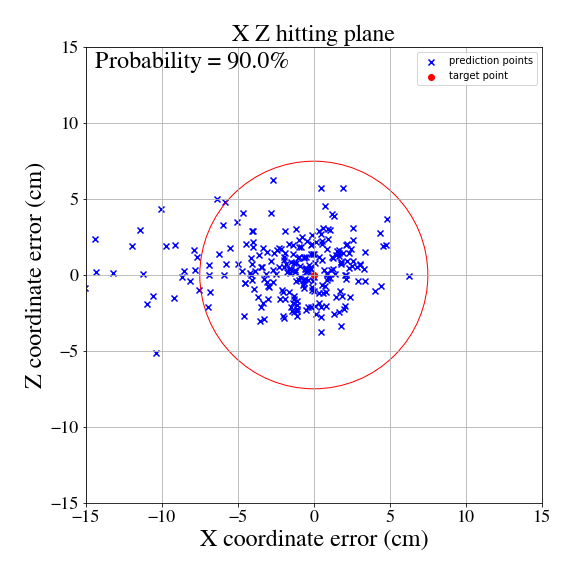 X Z hitting plane
Probability = 90.0%
prediction points
target point
15
10
5
0
−5
−10
−15
Z coordinate error (cm)
−15 −10 −5 0 5 10 15
X coordinate error (cm)